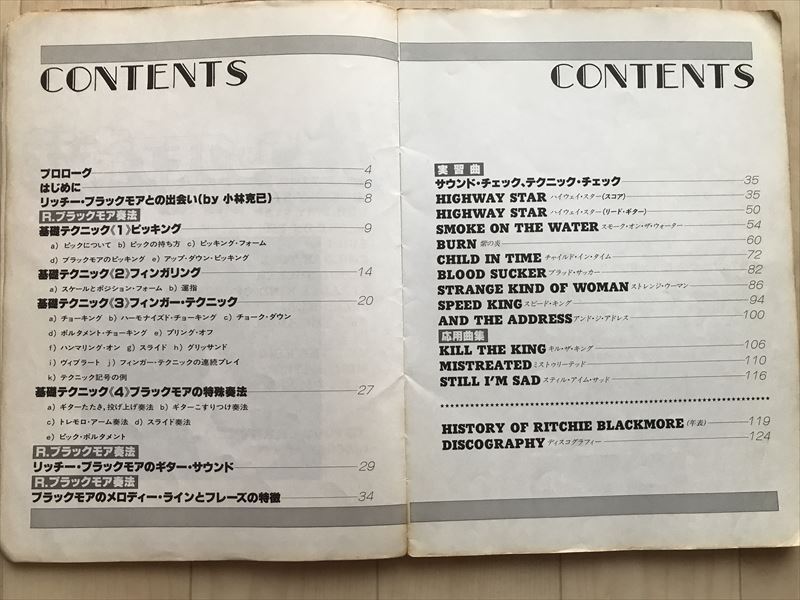 CONTENTS
プロローグ 4
はじめに 6
リッチー・ブラックモアとの出会い(by 小林克己) 8
R.ブラックモア奏法
基礎テクニック《1》ピッキング 9
a) ピックについて b) ピックの持ち方 c) ピッキング・フォーム
d) ブラックモアのピッキング e) アップ・ダウン・ピッキング
基礎テクニック《2》フィンガリング 14
a) スケールとポジション・フォーム b) 運指
基礎テクニック《3》フィンガー・テクニック 20
a) チョーキング b) ハーモナイズド・チョーキング c) チョーク・ダウン
d) ポルタメント・チョーキング e) プリング・オフ
f) ハンマリング・オン g) スライド h) グリッサンド
i) ヴィブラート j) フィンガー・テクニックの連続プレイ
k) テクニック記号の例
基礎テクニック《4》ブラックモアの特殊奏法 27
a) ギターたたき,投げ上げ奏法 b) ギターこすりつけ奏法
c) トレモロ・アーム奏法 d) スライド奏法
e) ピック・ポルタメント
R.ブラックモア奏法
リッチー・ブラックモアのギター・サウンド 29
R.ブラックモア奏法
ブラックモアのメロディー・ラインとフレーズの特徴 34
CONTENTS
実習曲
サウンド・チェック、テクニック・チェック 35
HIGHWAY STAR ハイウェイ・スター(スコア) 35
HIGHWAY STAR ハイウェイ・スター(リード・ギター) 50
SMOKE ON THE WATER スモーク・オン・ザ・ウォーター 54
BURN 紫の炎 60
CHILD IN TIME チャイルド・イン・タイム 72
BLOOD SUCKER ブラッド・サッカー 82
STRANGE KIND OF WOMAN ストレンジ・ウーマン 86
SPEED KING スピード・キング 94
AND THE ADDRESS アンド・ジ・アドレス 100
応用曲集
KILL THE KING キル・ザ・キング 106
MISTREATED ミストゥリーテッド 110
STILL I'M SAD スティル・アイム・サッド 116
HISTORY OF RITCHIE BLACKMORE (年表) 119
DISCOGRAPHY ディスコグラフィー 124